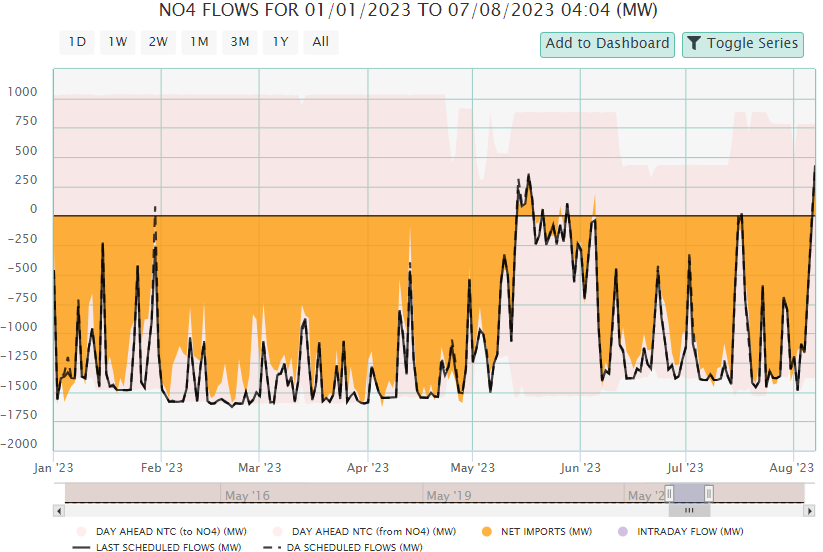 NO4 FLOWS FOR 01/01/2023 TO 07/08/2023 04:04 (MW)
1D 1W 2W 1M 3M 1Y All Add to Dashboard Toggle Series
1000
750
500
250
0
-250
-500
-750
-1000
-1250
-1500
-1750
-2000
Jan '23 Feb '23 Mar '23 Apr '23 May '23 Jun '23 Jul '23 Aug '23
May '16 May '19 May '2
DAY AHEAD NTC (to NO4) (MW) DAY AHEAD NTC (from NO4) (MW) NET IMPORTS (MW) INTRADAY FLOW (MW)
LAST SCHEDULED FLOWS (MW) DA SCHEDULED FLOWS (MW)